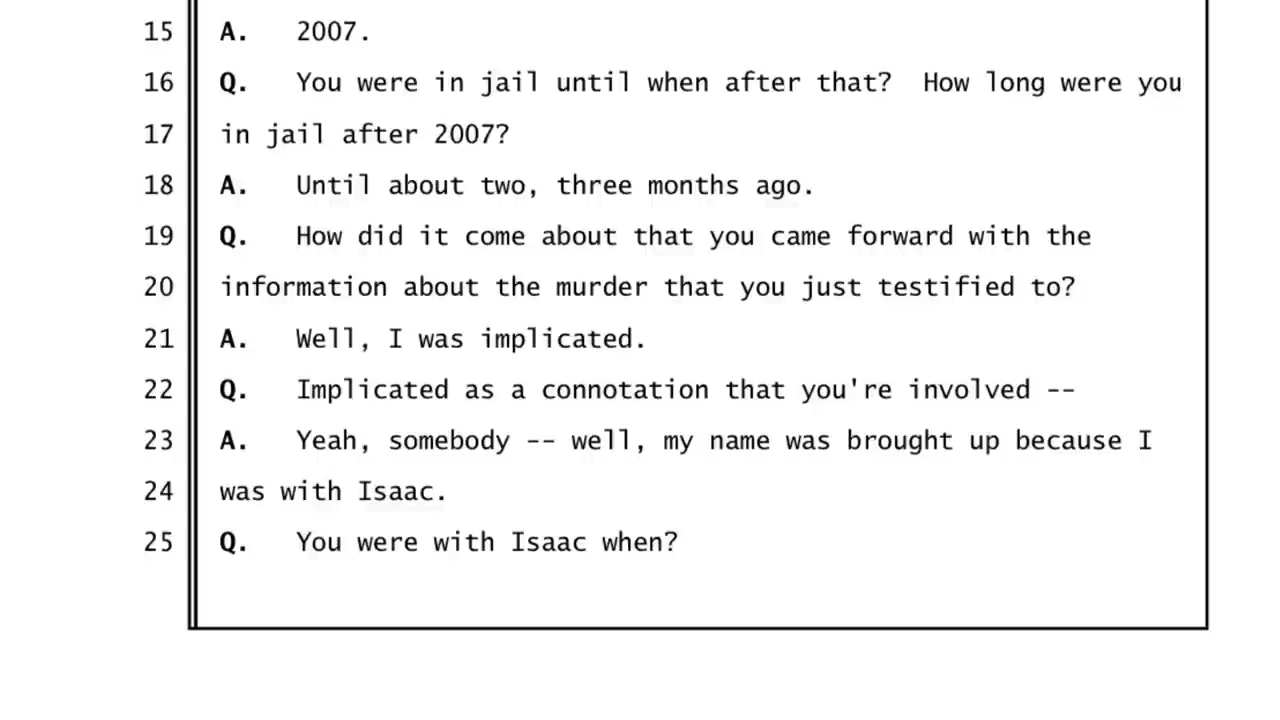 15 A. 2007.
16 Q. You were in jail until when after that?  How long were you
17 in jail after 2007?
18 A. Until about two, three months ago.
19 Q. How did it come about that you came forward with the
20 information about the murder that you just testified to?
21 A. Well, I was implicated.
22 Q. Implicated as a connotation that you're involved --
23 A. Yeah, somebody -- well, my name was brought up because I
24 was with Isaac.
25 Q. You were with Isaac when?